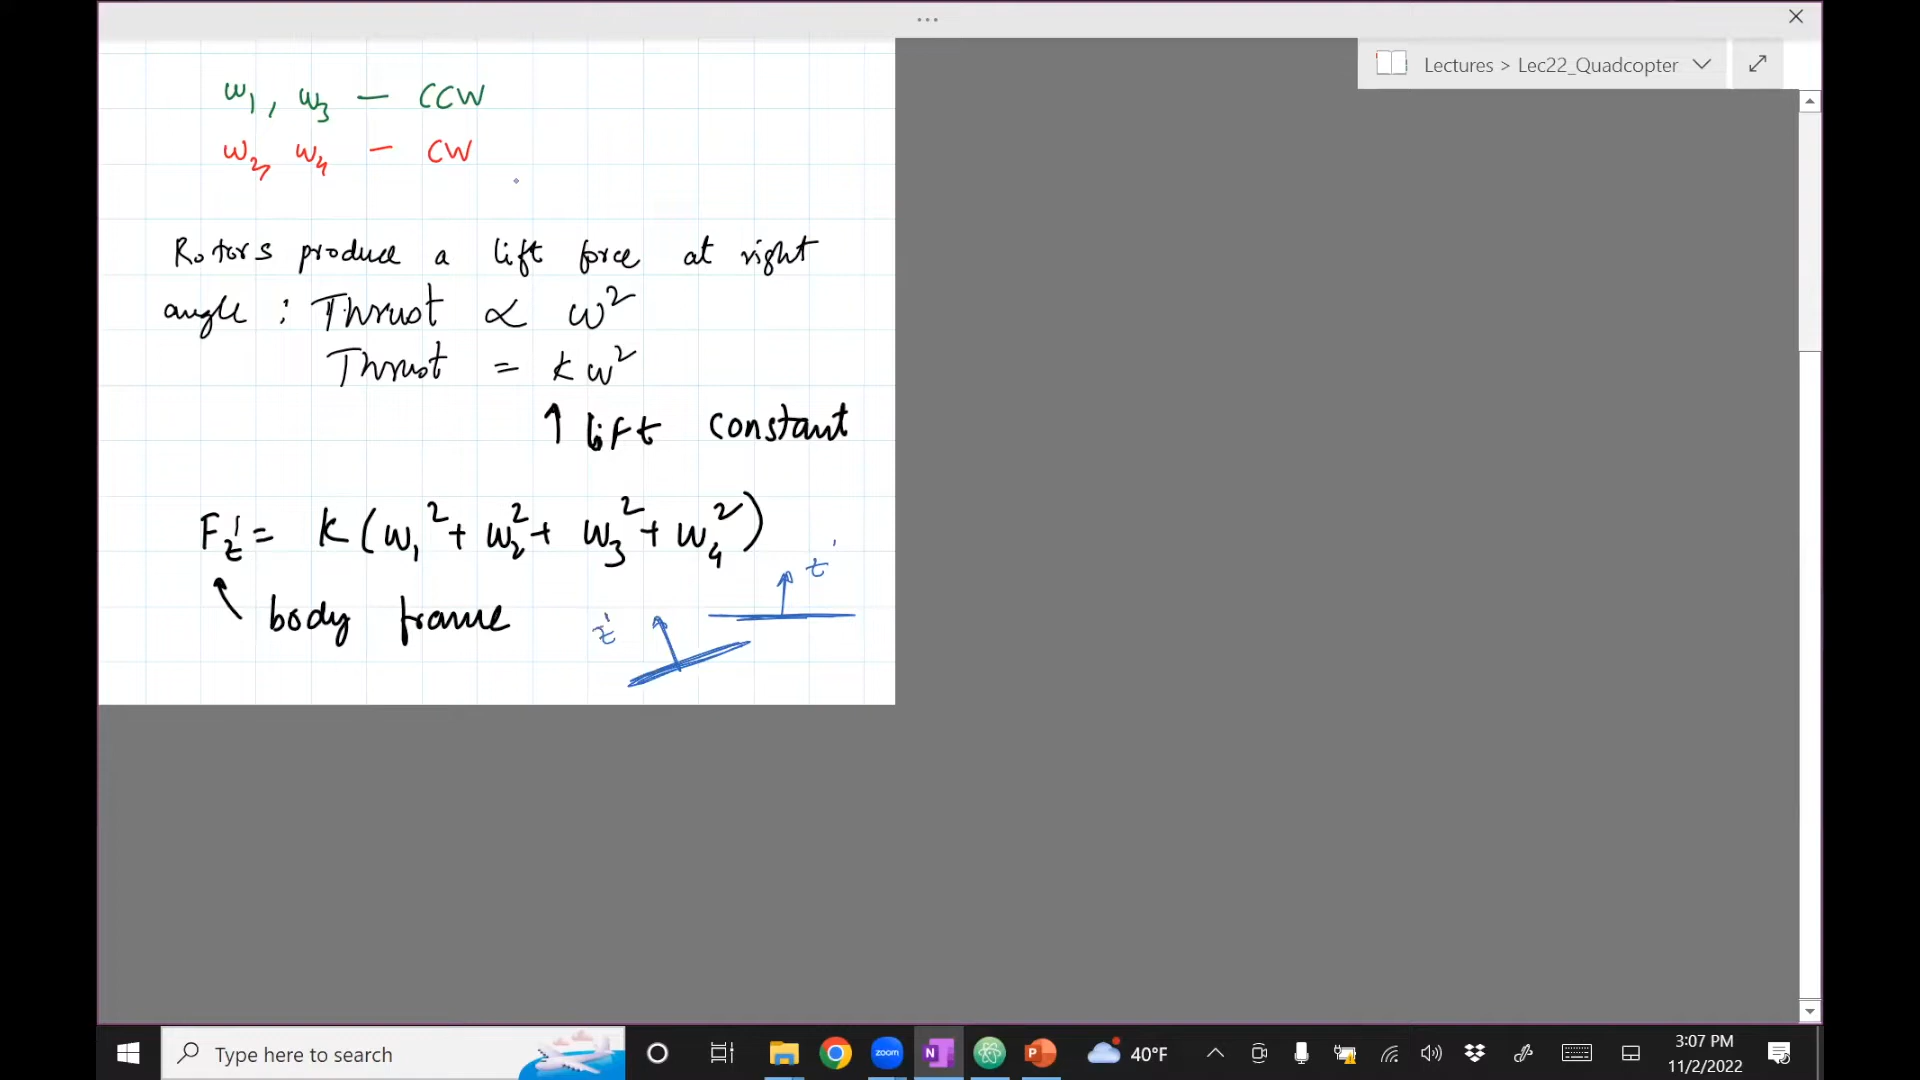 ...
Lectures > Lec22_Quadcopter
ω₁, ω₃ — CCW
ω₂, ω₄ — CW
Rotors produce a lift force at right
angle : Thrust ∝ ω²
Thrust = k ω²
↑ lift constant
F_z' = k (ω₁² + ω₂² + ω₃² + ω₄²)
body frame
z'
z'
Type here to search
zoom
N
P
40°F
3:07 PM
11/2/2022